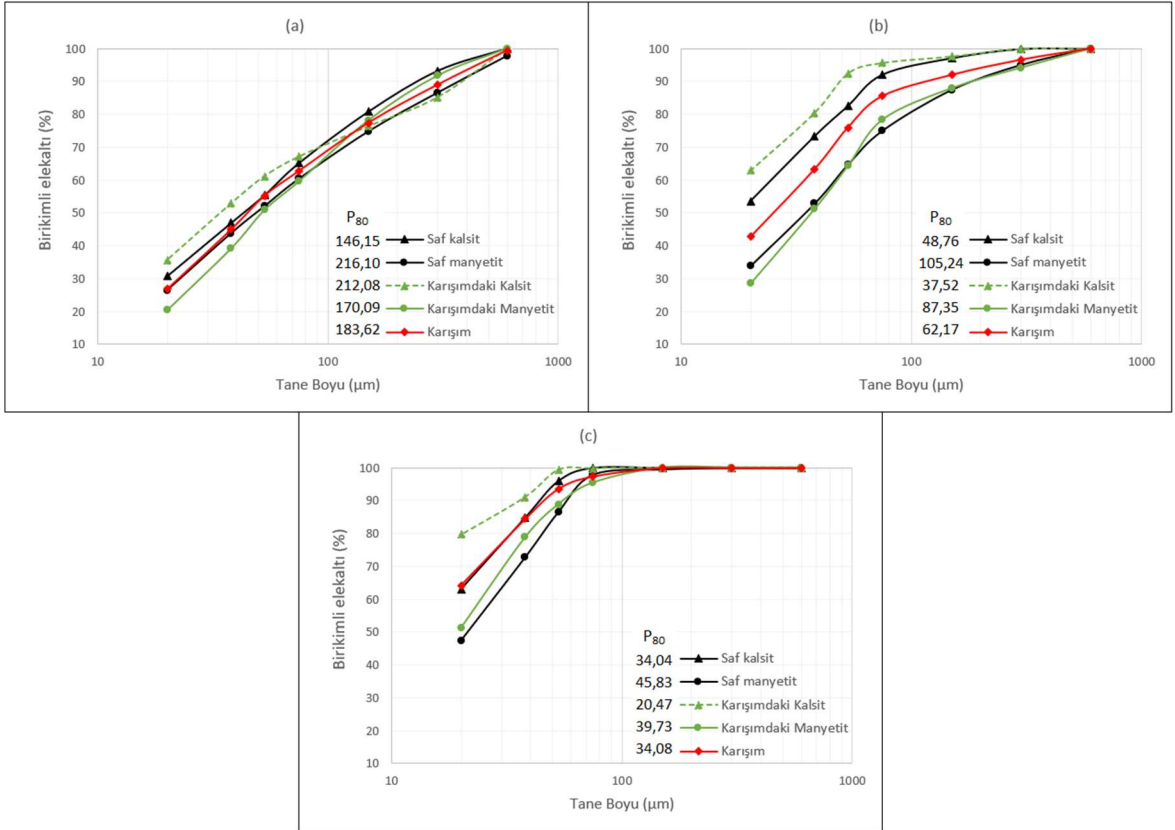 (a)
Birikimli elekaltı (%)
100
90
80
70
60
50
40
30
20
10
10
100
1000
Tane Boyu (µm)
P80
146,15 Saf kalsit
216,10 Saf manyetit
212,08 Karışımdaki Kalsit
170,09 Karışımdaki Manyetit
183,62 Karışım
(b)
Birikimli elekaltı (%)
100
90
80
70
60
50
40
30
20
10
10
100
1000
Tane Boyu (µm)
P80
48,76 Saf kalsit
105,24 Saf manyetit
37,52 Karışımdaki Kalsit
87,35 Karışımdaki Manyetit
62,17 Karışım
(c)
Birikimli elekaltı (%)
100
90
80
70
60
50
40
30
20
10
10
100
1000
Tane Boyu (µm)
P80
34,04 Saf kalsit
45,83 Saf manyetit
20,47 Karışımdaki Kalsit
39,73 Karışımdaki Manyetit
34,08 Karışım